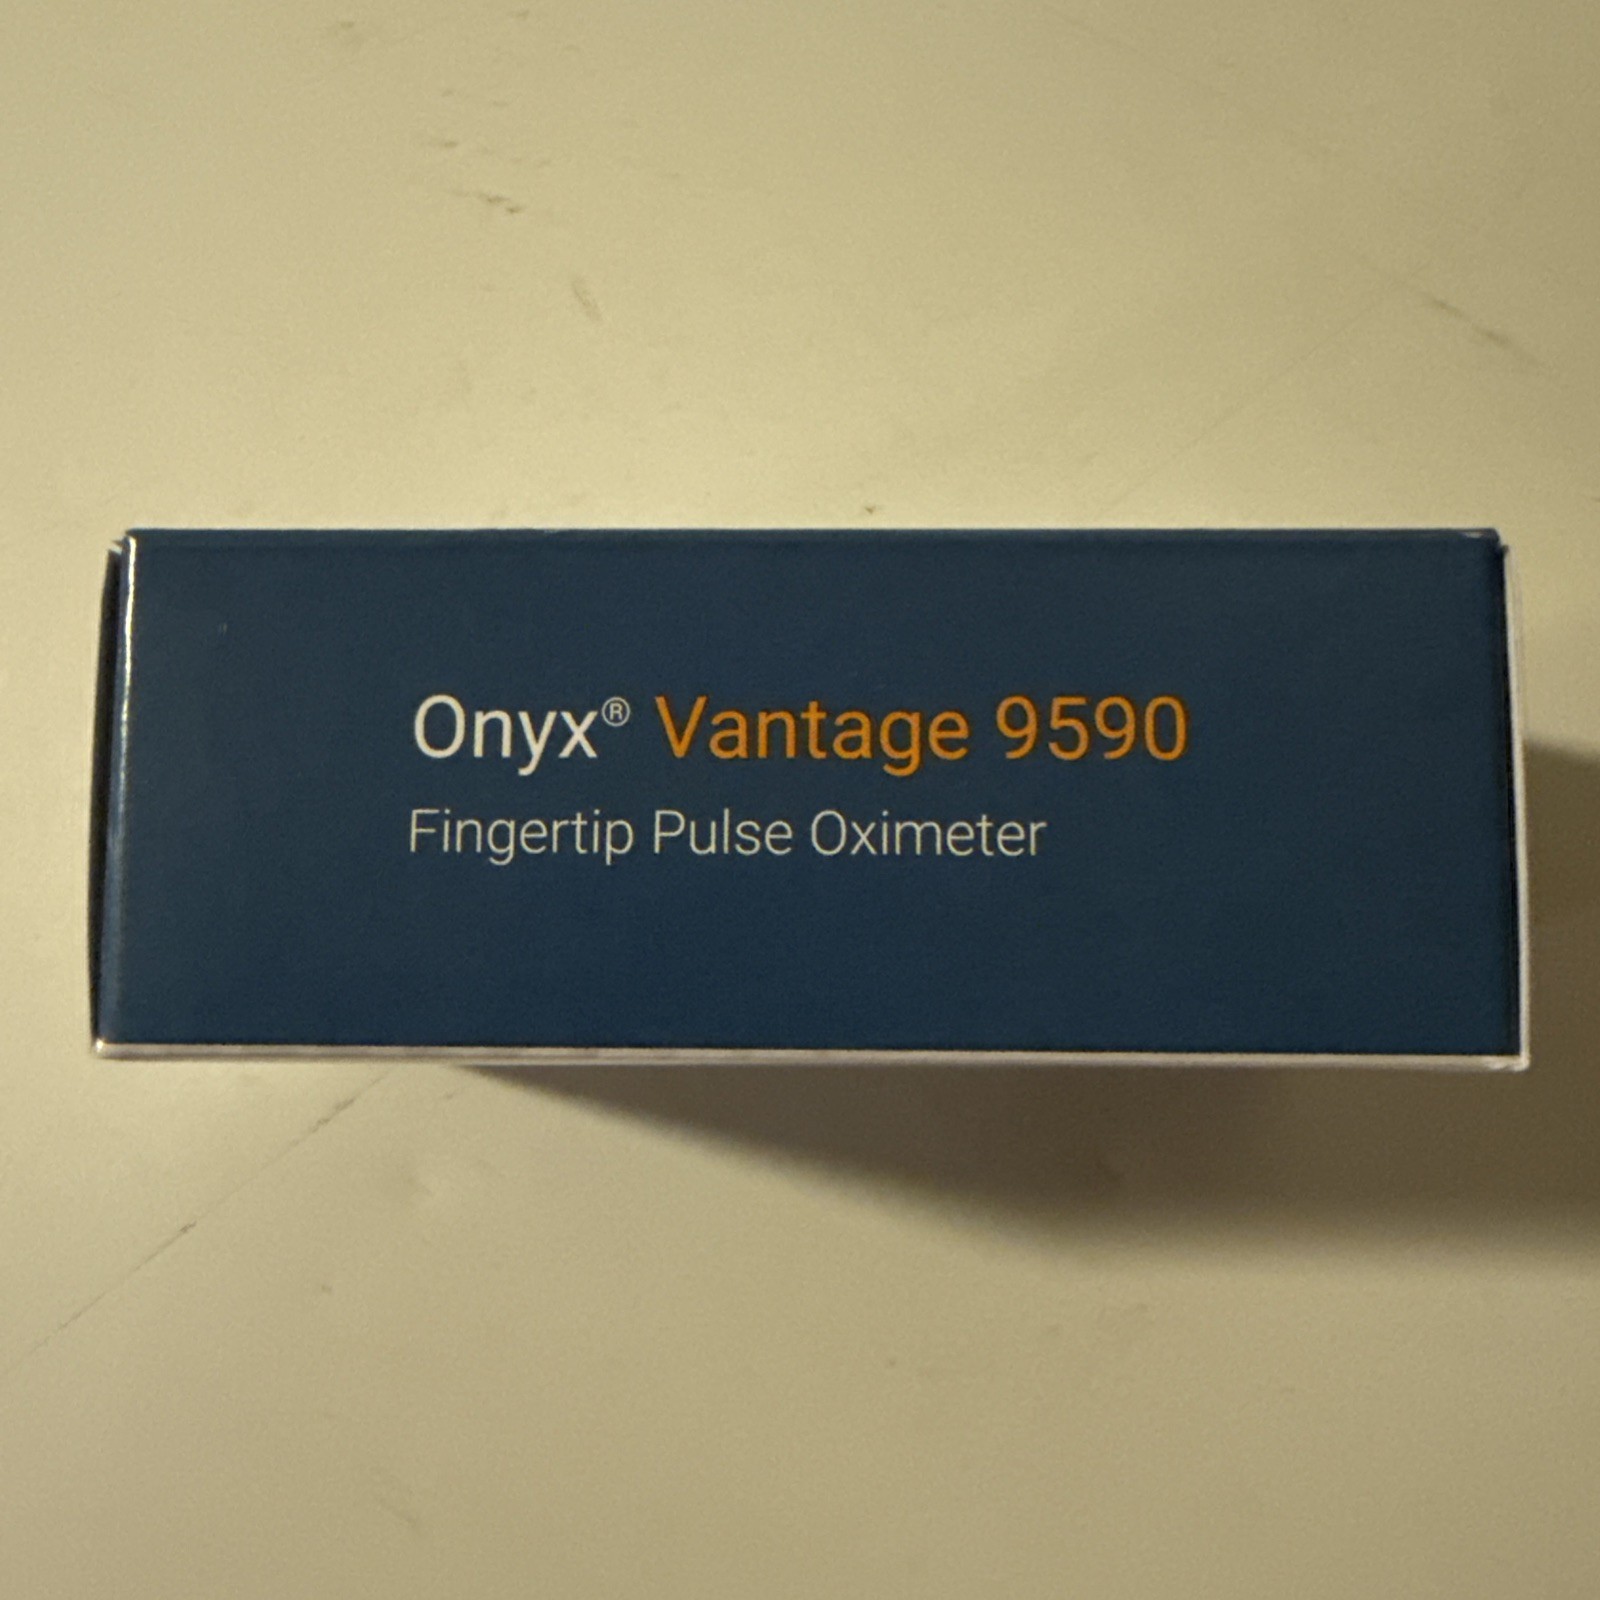 Onyx® Vantage 9590
Fingertip Pulse Oximeter